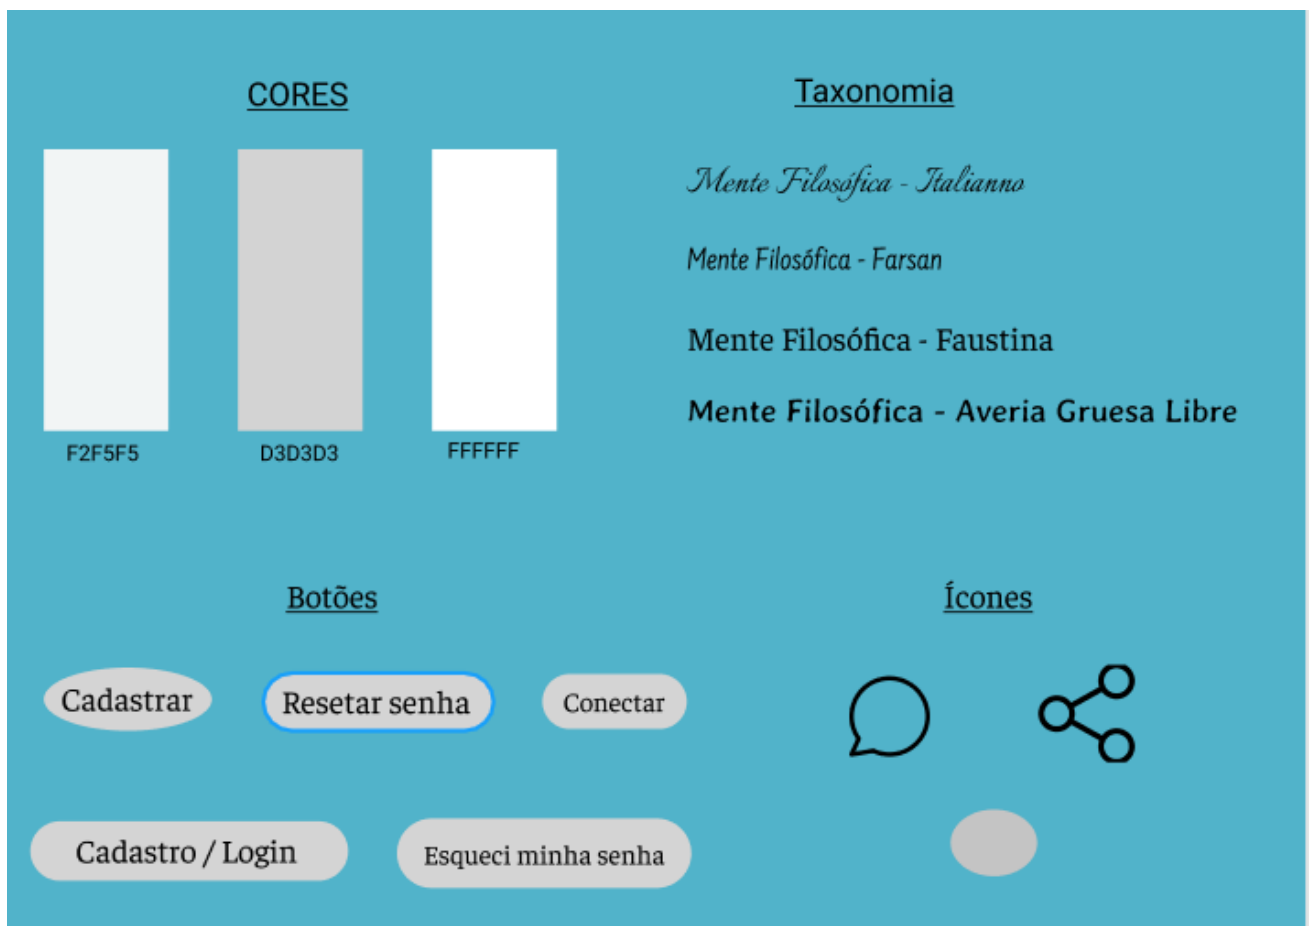 CORES
F2F5F5
D3D3D3
FFFFFF
Taxonomia
Mente Filosófica - Italianno
Mente Filosófica - Farsan
Mente Filosófica - Faustina
Mente Filosófica - Averia Gruesa Libre
Botões
Cadastrar
Resetar senha
Conectar
Cadastro / Login
Esqueci minha senha
Ícones